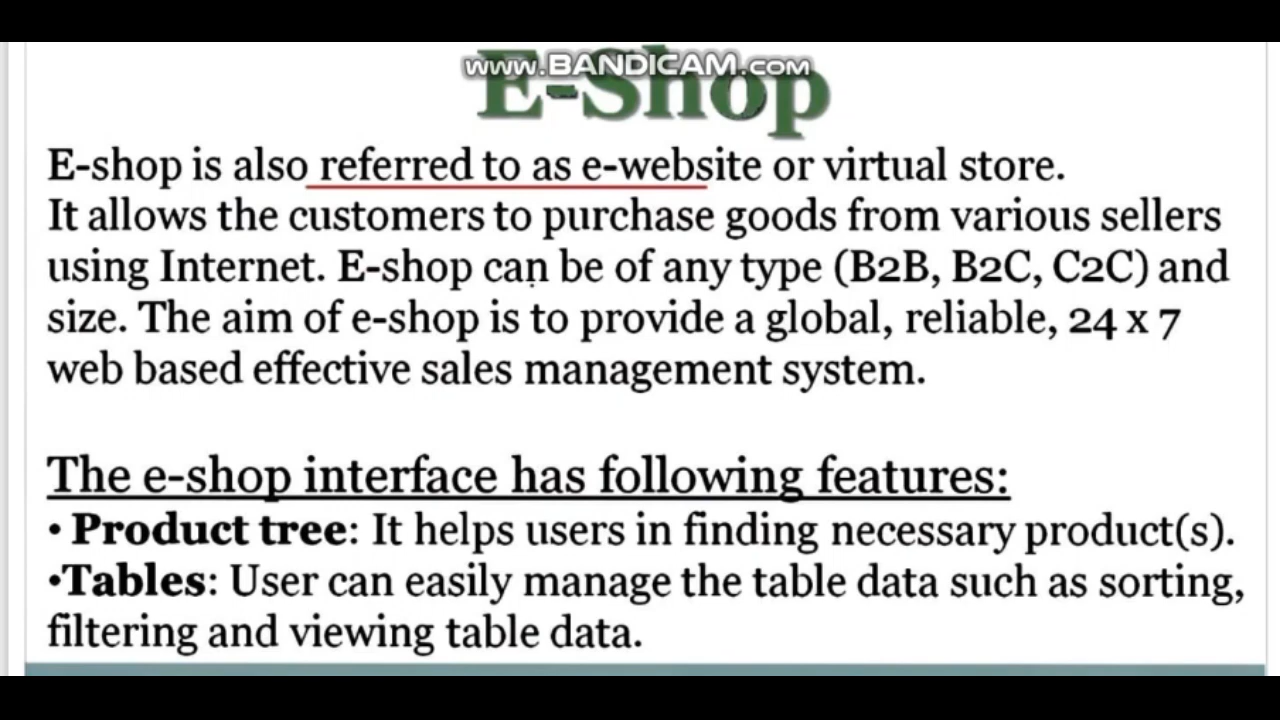 www.BANDICAM.com
E-Shop
E-shop is also referred to as e-website or virtual store.
It allows the customers to purchase goods from various sellers
using Internet. E-shop can be of any type (B2B, B2C, C2C) and
size. The aim of e-shop is to provide a global, reliable, 24 x 7
web based effective sales management system.
The e-shop interface has following features:
• Product tree: It helps users in finding necessary product(s).
•Tables: User can easily manage the table data such as sorting,
filtering and viewing table data.